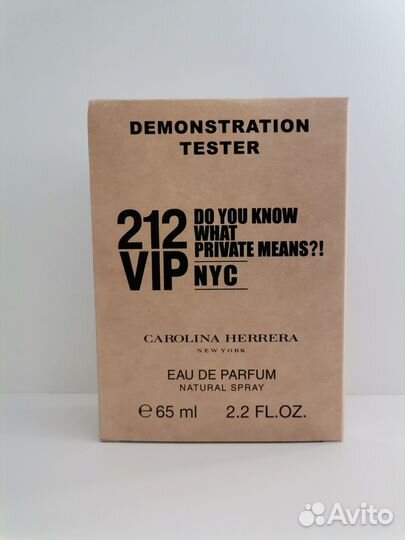 DEMONSTRATION
TESTER
212
VIP
DO YOU KNOW
WHAT
PRIVATE MEANS?!
NYC
CAROLINA HERRERA
NEW YORK
EAU DE PARFUM
NATURAL SPRAY
℮ 65 ml 2.2 FL.OZ.
Avito